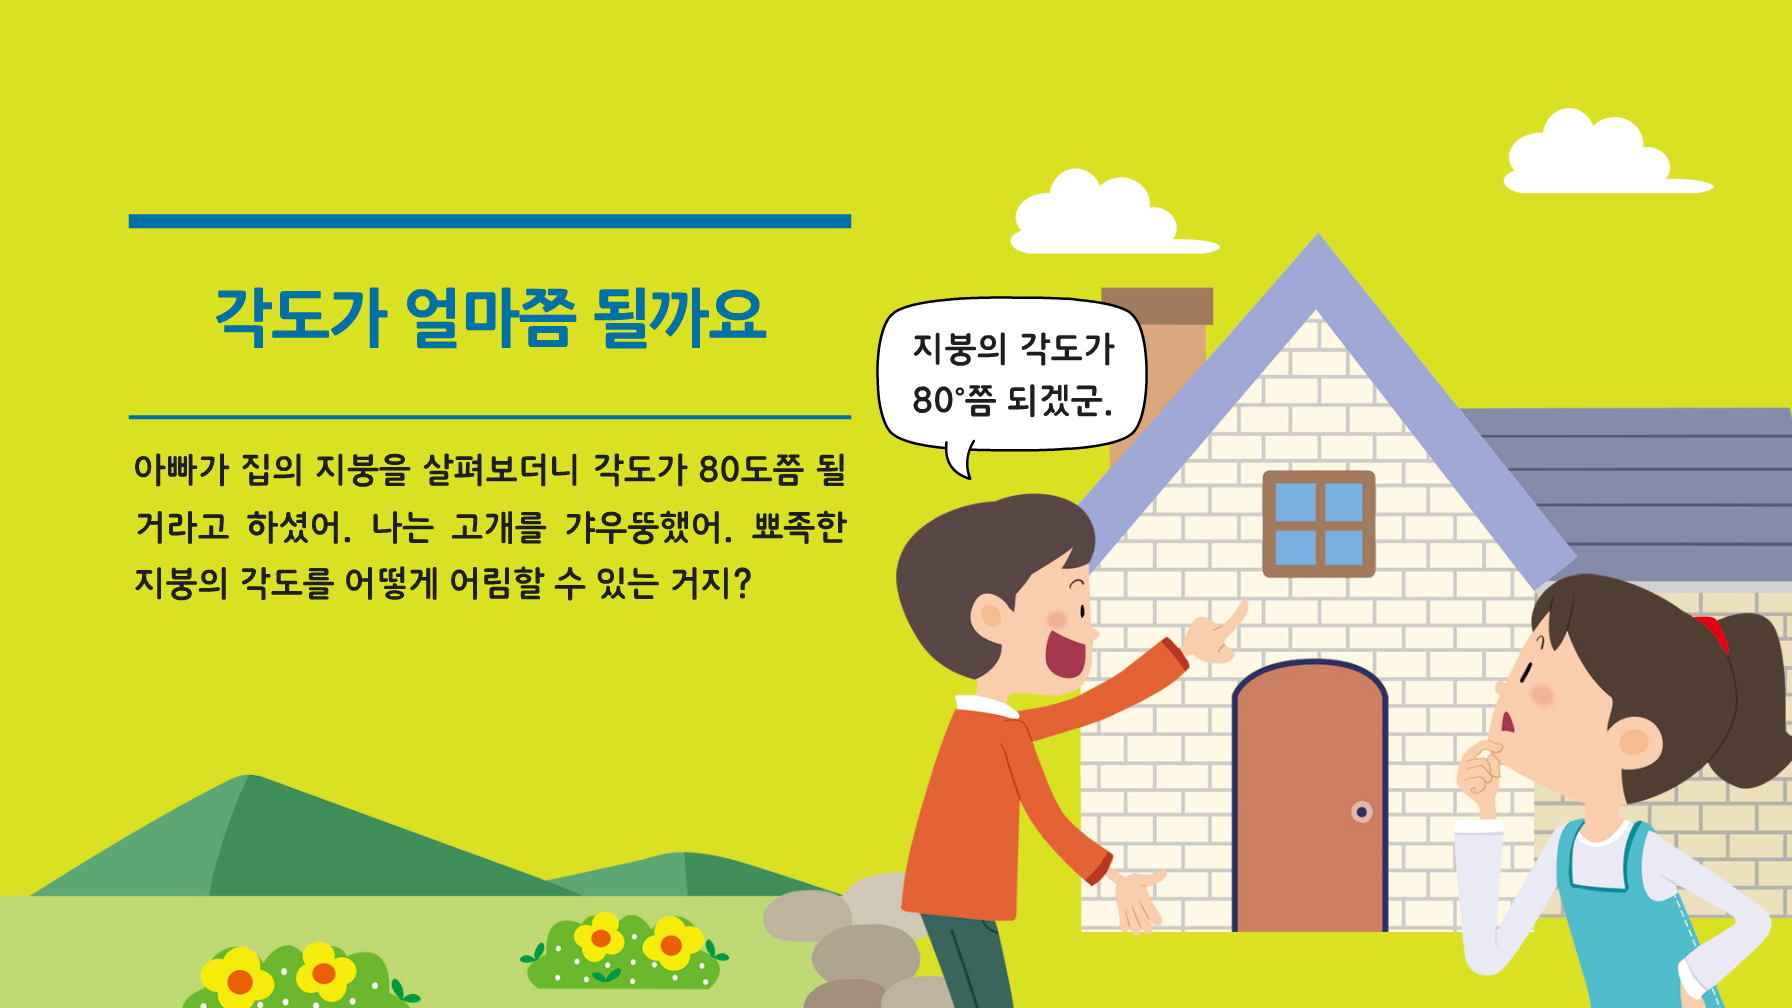 각도가 얼마쯤 될까요
아빠가 집의 지붕을 살펴보더니 각도가 80도쯤 될
거라고 하셨어. 나는 고개를 갸우뚱했어. 뾰족한
지붕의 각도를 어떻게 어림할 수 있는 거지?
지붕의 각도가
80°쯤 되겠군.